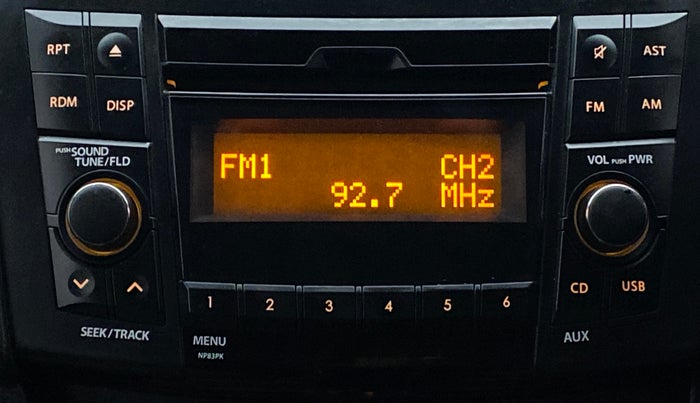 RPT
AST
RDM
DISP
FM
AM
PUSH SOUND
TUNE/FLD
VOL PUSH PWR
FM1 CH2
92.7 MHz
CD
USB
1 2 3 4 5 6
SEEK/TRACK
MENU
AUX
NP83PK